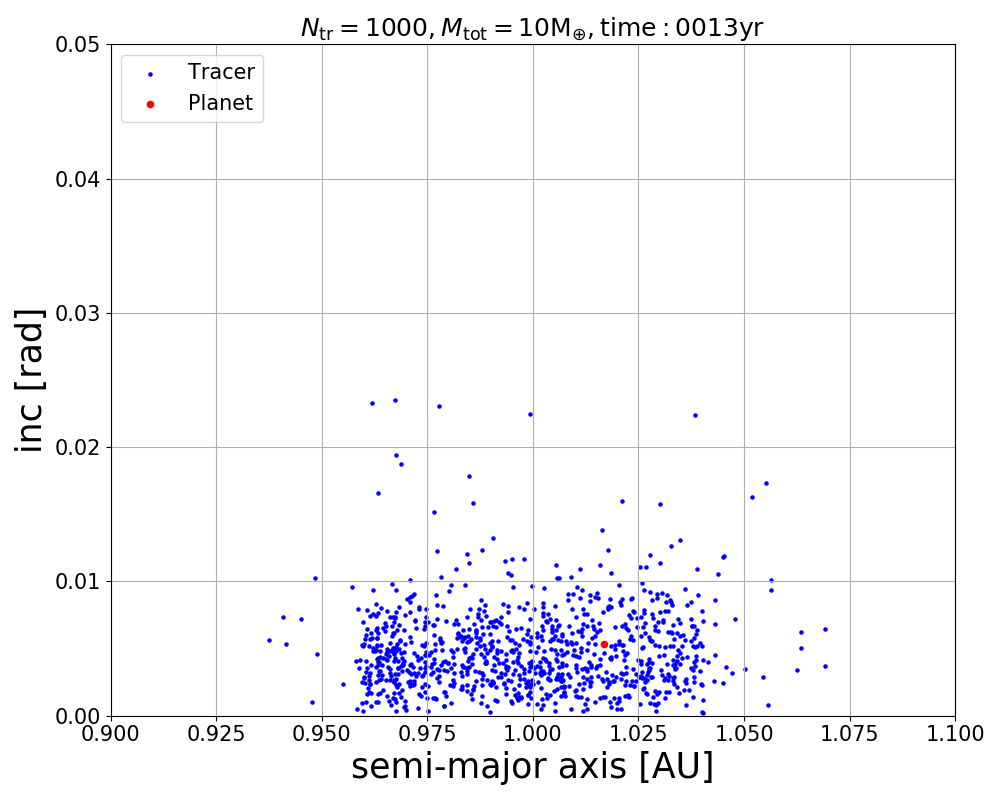 N_tr = 1000, M_tot = 10M_⊕, time : 0013yr
0.05
Tracer
Planet
0.04
0.03
0.02
0.01
0.00
inc [rad]
0.900 0.925 0.950 0.975 1.000 1.025 1.050 1.075 1.100
semi-major axis [AU]